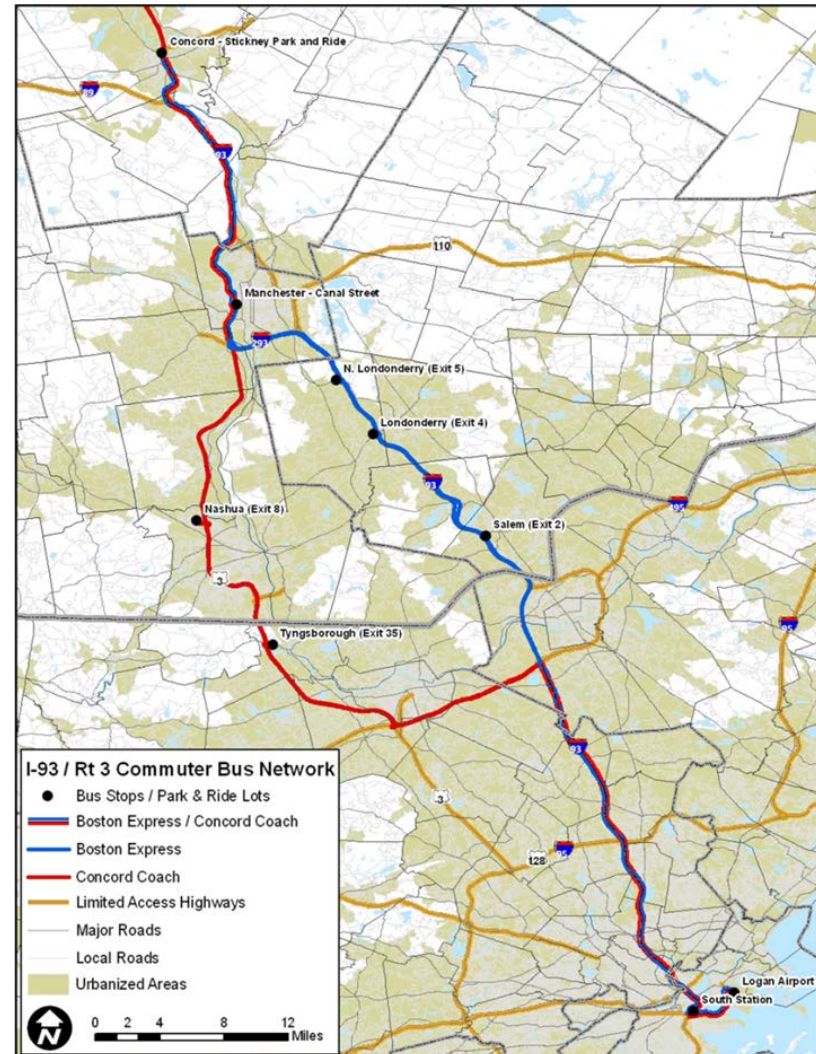 Concord - Stickney Park and Ride
89
93
110
Manchester - Canal Street
293
N. Londonderry (Exit 5)
Londonderry (Exit 4)
93
495
Nashua (Exit 8)
Salem (Exit 2)
3
95
Tyngsborough (Exit 35)
93
3
95
128
Logan Airport
South Station
I-93 / Rt 3 Commuter Bus Network
Bus Stops / Park & Ride Lots
Boston Express / Concord Coach
Boston Express
Concord Coach
Limited Access Highways
Major Roads
Local Roads
Urbanized Areas
N
0 2 4 8 12
Miles